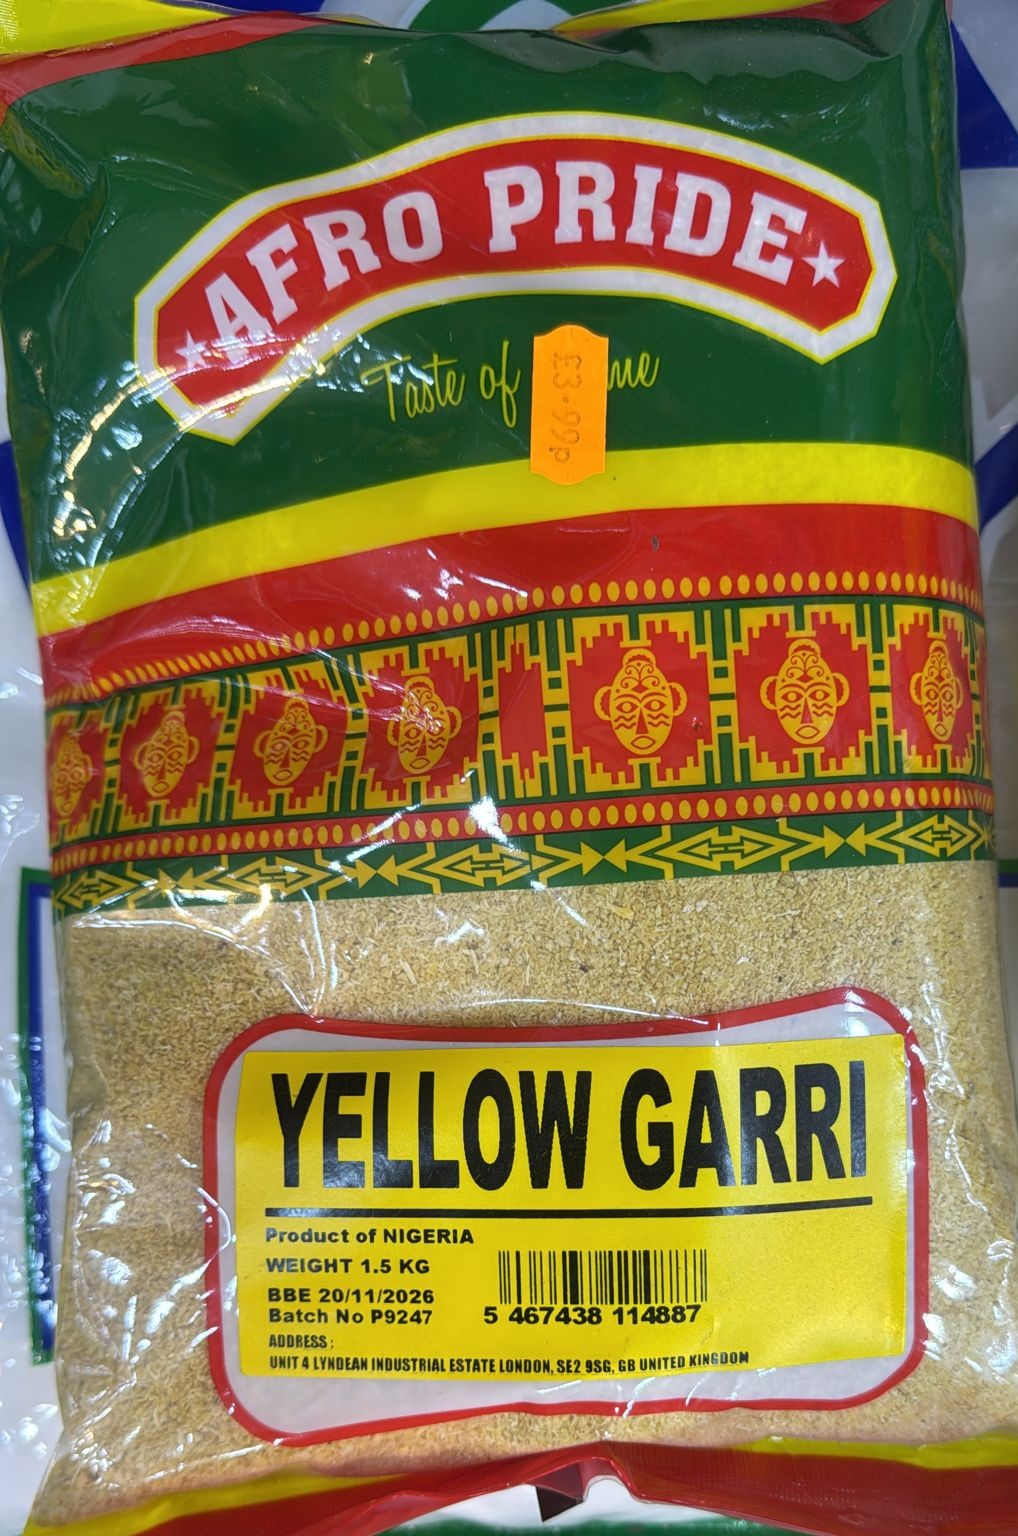 AFRO PRIDE
Taste of
£3.99p
YELLOW GARRI
Product of NIGERIA
WEIGHT 1.5 KG
BBE 20/11/2026
Batch No P9247
5 467438 114887
ADDRESS :
UNIT 4 LYNDEAN INDUSTRIAL ESTATE LONDON, SE2 9SG, GB UNITED KINGDOM